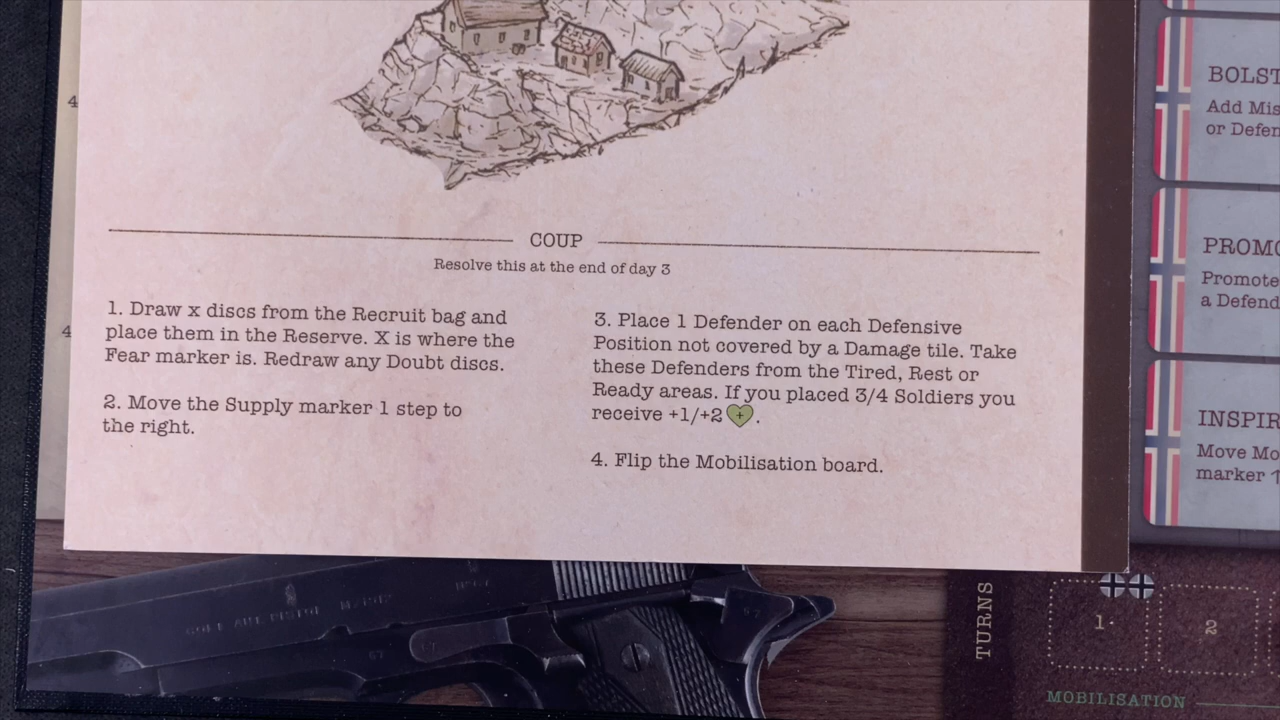 4
4
COUP
Resolve this at the end of day 3
1. Draw x discs from the Recruit bag and
place them in the Reserve. X is where the
Fear marker is. Redraw any Doubt discs.
2. Move the Supply marker 1 step to
the right.
3. Place 1 Defender on each Defensive
Position not covered by a Damage tile. Take
these Defenders from the Tired, Rest or
Ready areas. If you placed 3/4 Soldiers you
receive +1/+2 + .
4. Flip the Mobilisation board.
BOLST
Add Mis
or Defen
PROMO
Promote
a Defend
INSPIR
Move Mo
marker 1
TURNS
1
2
MOBILISATION